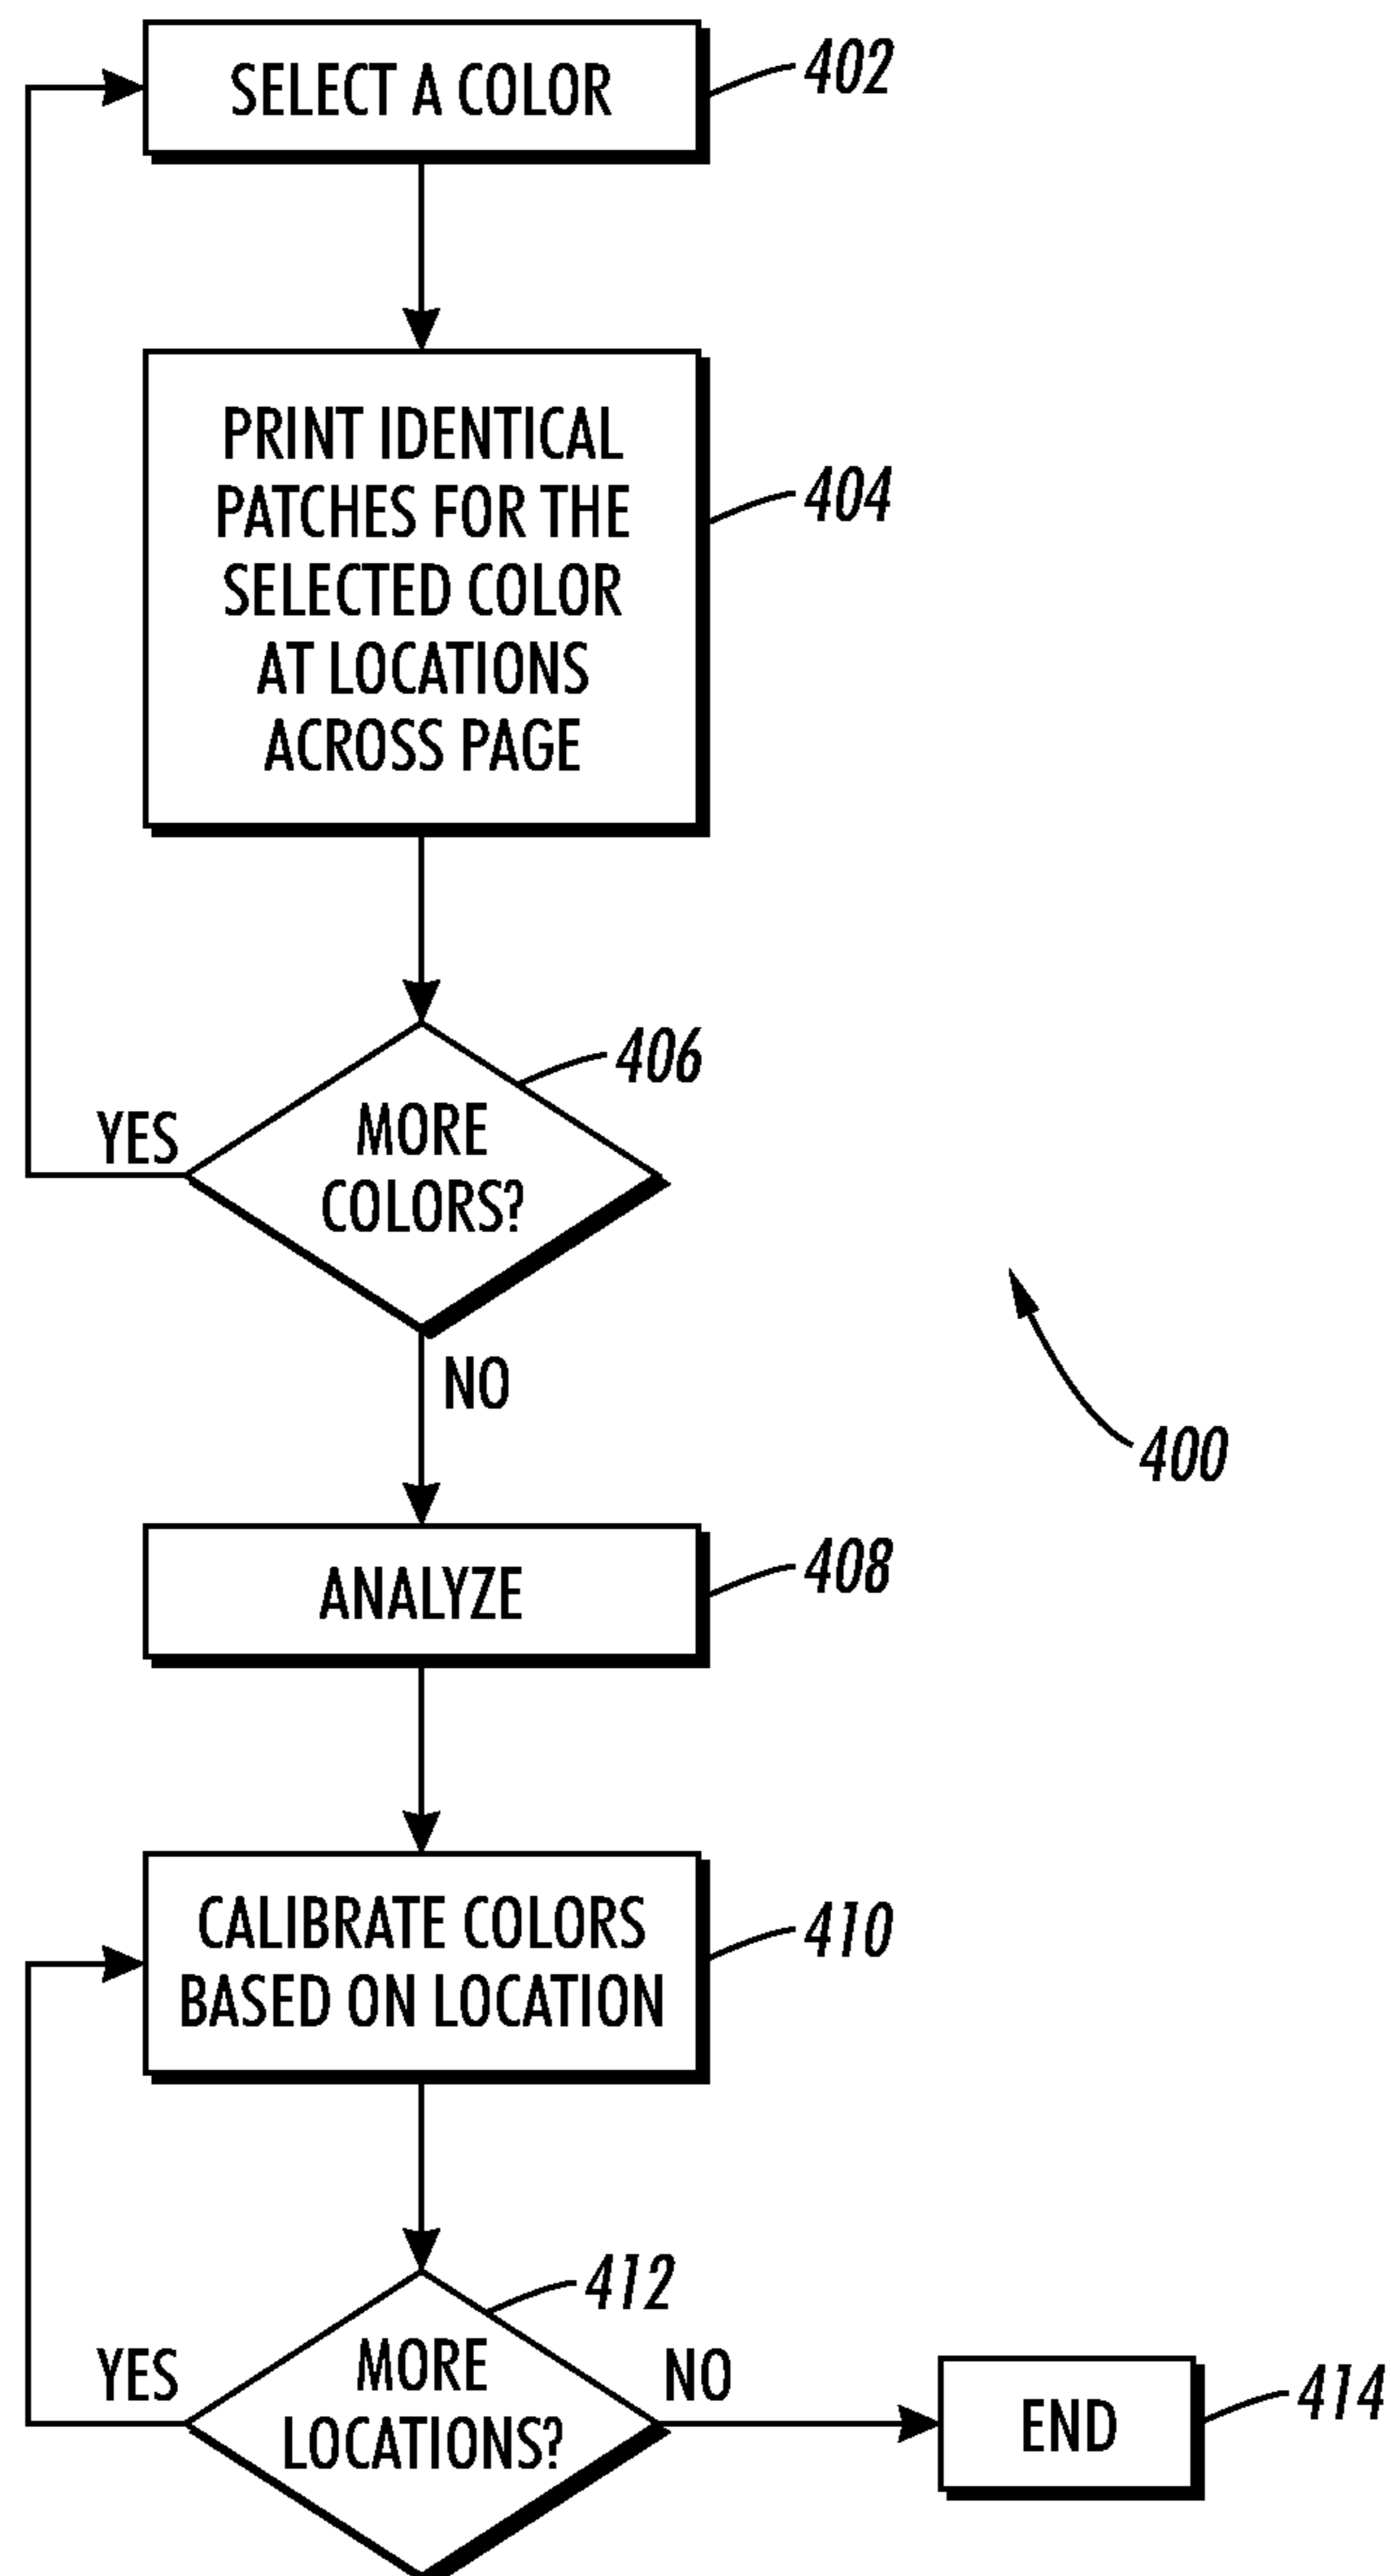 SELECT A COLOR
402
PRINT IDENTICAL
PATCHES FOR THE
SELECTED COLOR
AT LOCATIONS
ACROSS PAGE
404
406
MORE
COLORS?
YES
NO
400
ANALYZE
408
CALIBRATE COLORS
BASED ON LOCATION
410
412
MORE
LOCATIONS?
YES
NO
END
414